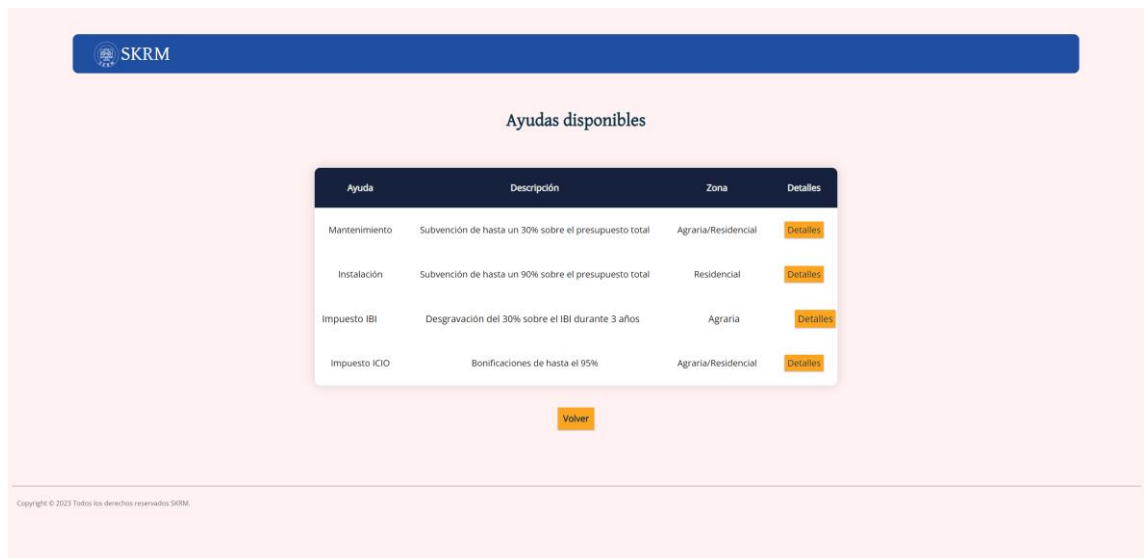 SKRM
Ayudas disponibles
Ayuda Descripción Zona Detalles
Mantenimiento Subvención de hasta un 30% sobre el presupuesto total Agraria/Residencial Detalles
Instalación Subvención de hasta un 90% sobre el presupuesto total Residencial Detalles
Impuesto IBI Desgravación del 30% sobre el IBI durante 3 años Agraria Detalles
Impuesto ICIO Bonificaciones de hasta el 95% Agraria/Residencial Detalles
Volver
Copyright © 2023 Todos los derechos reservados SKRM.